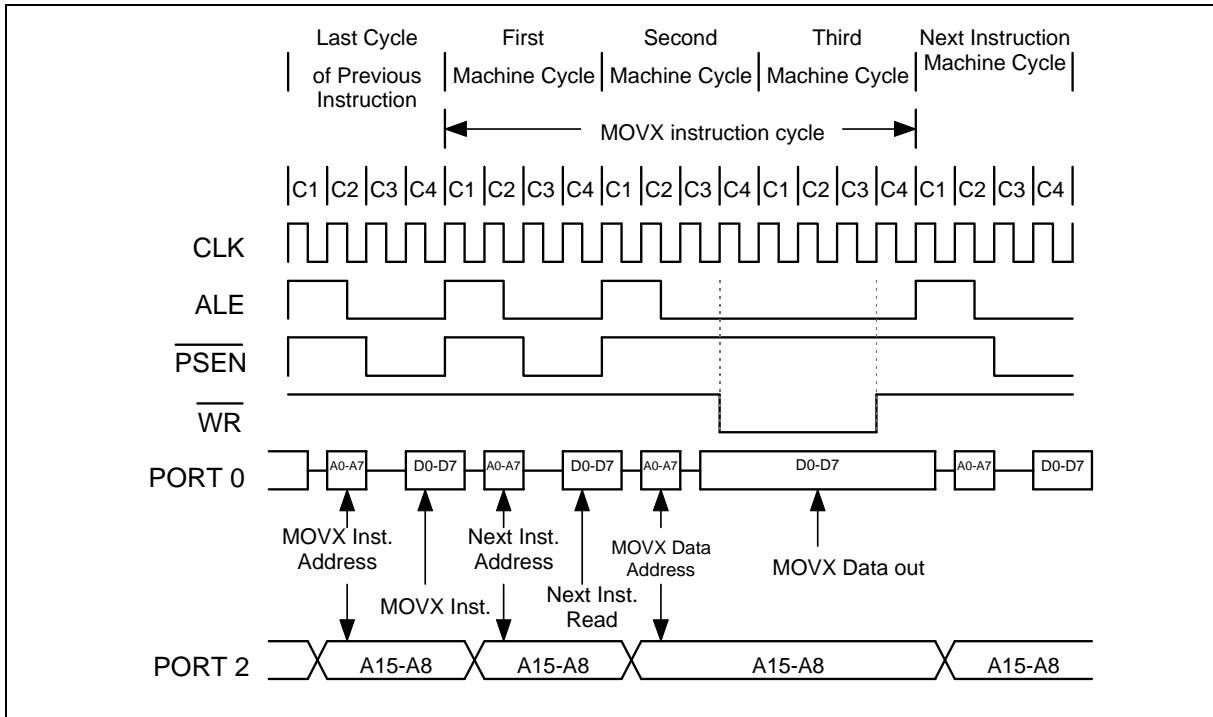 Last Cycle
of Previous
Instruction
First
Machine Cycle
Second
Machine Cycle
Third
Machine Cycle
Next Instruction
Machine Cycle
MOVX instruction cycle
C1 C2 C3 C4 C1 C2 C3 C4 C1 C2 C3 C4 C1 C2 C3 C4 C1 C2 C3 C4
CLK
ALE
PSEN
WR
PORT 0
A0-A7 D0-D7 A0-A7 D0-D7 A0-A7 D0-D7 A0-A7 D0-D7
MOVX Inst.
Address
MOVX Inst.
Next Inst.
Address
Next Inst.
Read
MOVX Data
Address
MOVX Data out
PORT 2
A15-A8 A15-A8 A15-A8 A15-A8